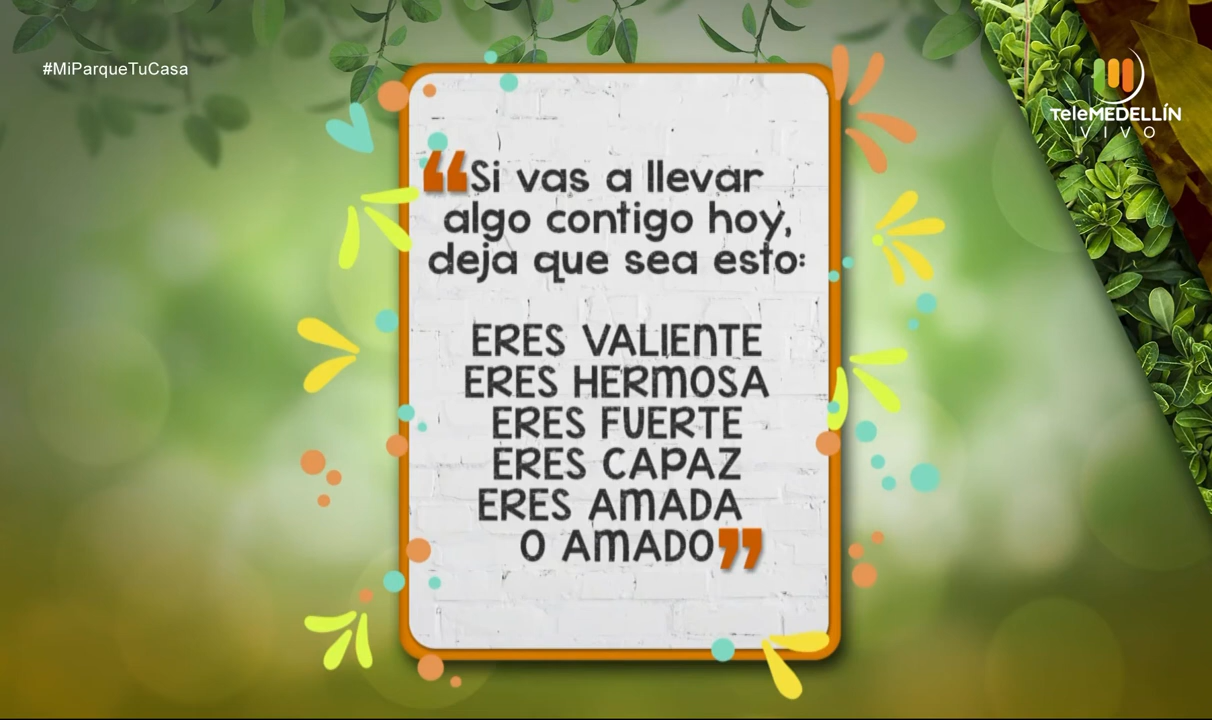 #MiParqueTuCasa
TeleMEDELLÍN
VIVO
“Si vas a llevar
algo contigo hoy,
deja que sea esto:
ERES VALIENTE
ERES HERMOSA
ERES FUERTE
ERES CAPAZ
ERES AMADA
O AMADO”